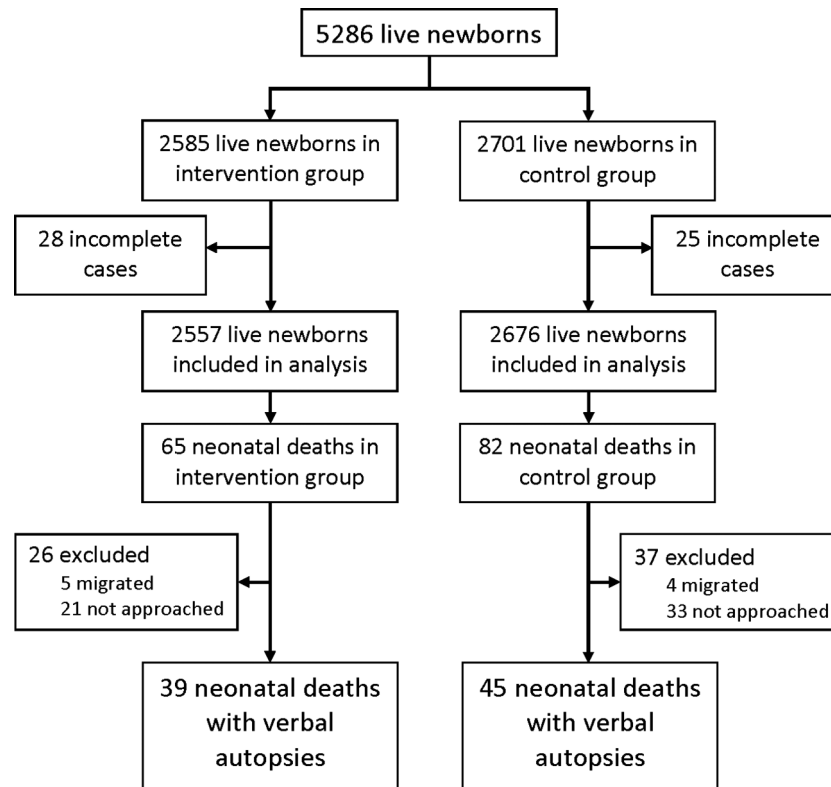 5286 live newborns
2585 live newborns in
intervention group
2701 live newborns in
control group
28 incomplete
cases
25 incomplete
cases
2557 live newborns
included in analysis
2676 live newborns
included in analysis
65 neonatal deaths in
intervention group
82 neonatal deaths in
control group
26 excluded
5 migrated
21 not approached
37 excluded
4 migrated
33 not approached
39 neonatal deaths
with verbal
autopsies
45 neonatal deaths
with verbal
autopsies